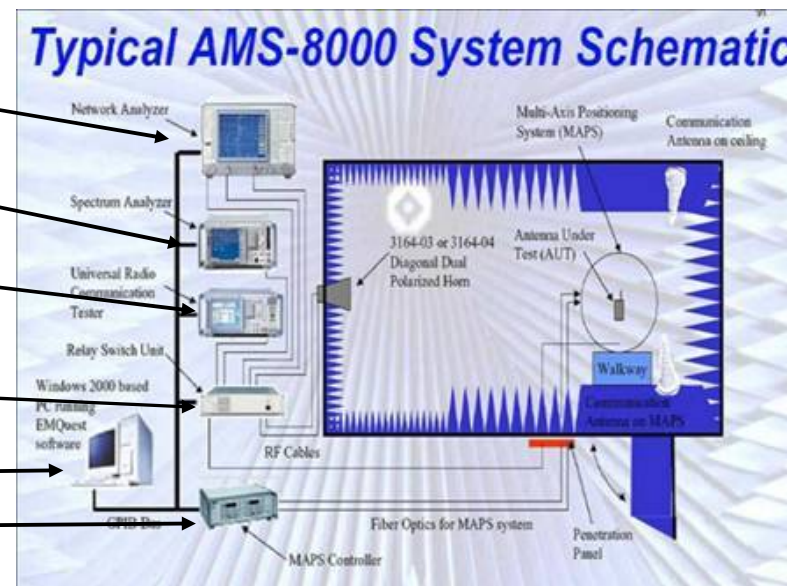 Typical AMS-8000 System Schematic
Network Analyzer
Multi-Axis Positioning
System (MAPS)
Communication
Antenna on ceiling
Spectrum Analyzer
3164-03 or 3164-04
Diagonal Dual
Polarized Horn
Antenna Under
Test (AUT)
Universal Radio
Communication
Tester
Relay Switch Unit
Walkway
Windows 2000 based
PC running
EMQuest
software
Communication
Antenna on MAPS
RF Cables
GPIB Bus
Fiber Optics for MAPS system
Penetration
Panel
MAPS Controller